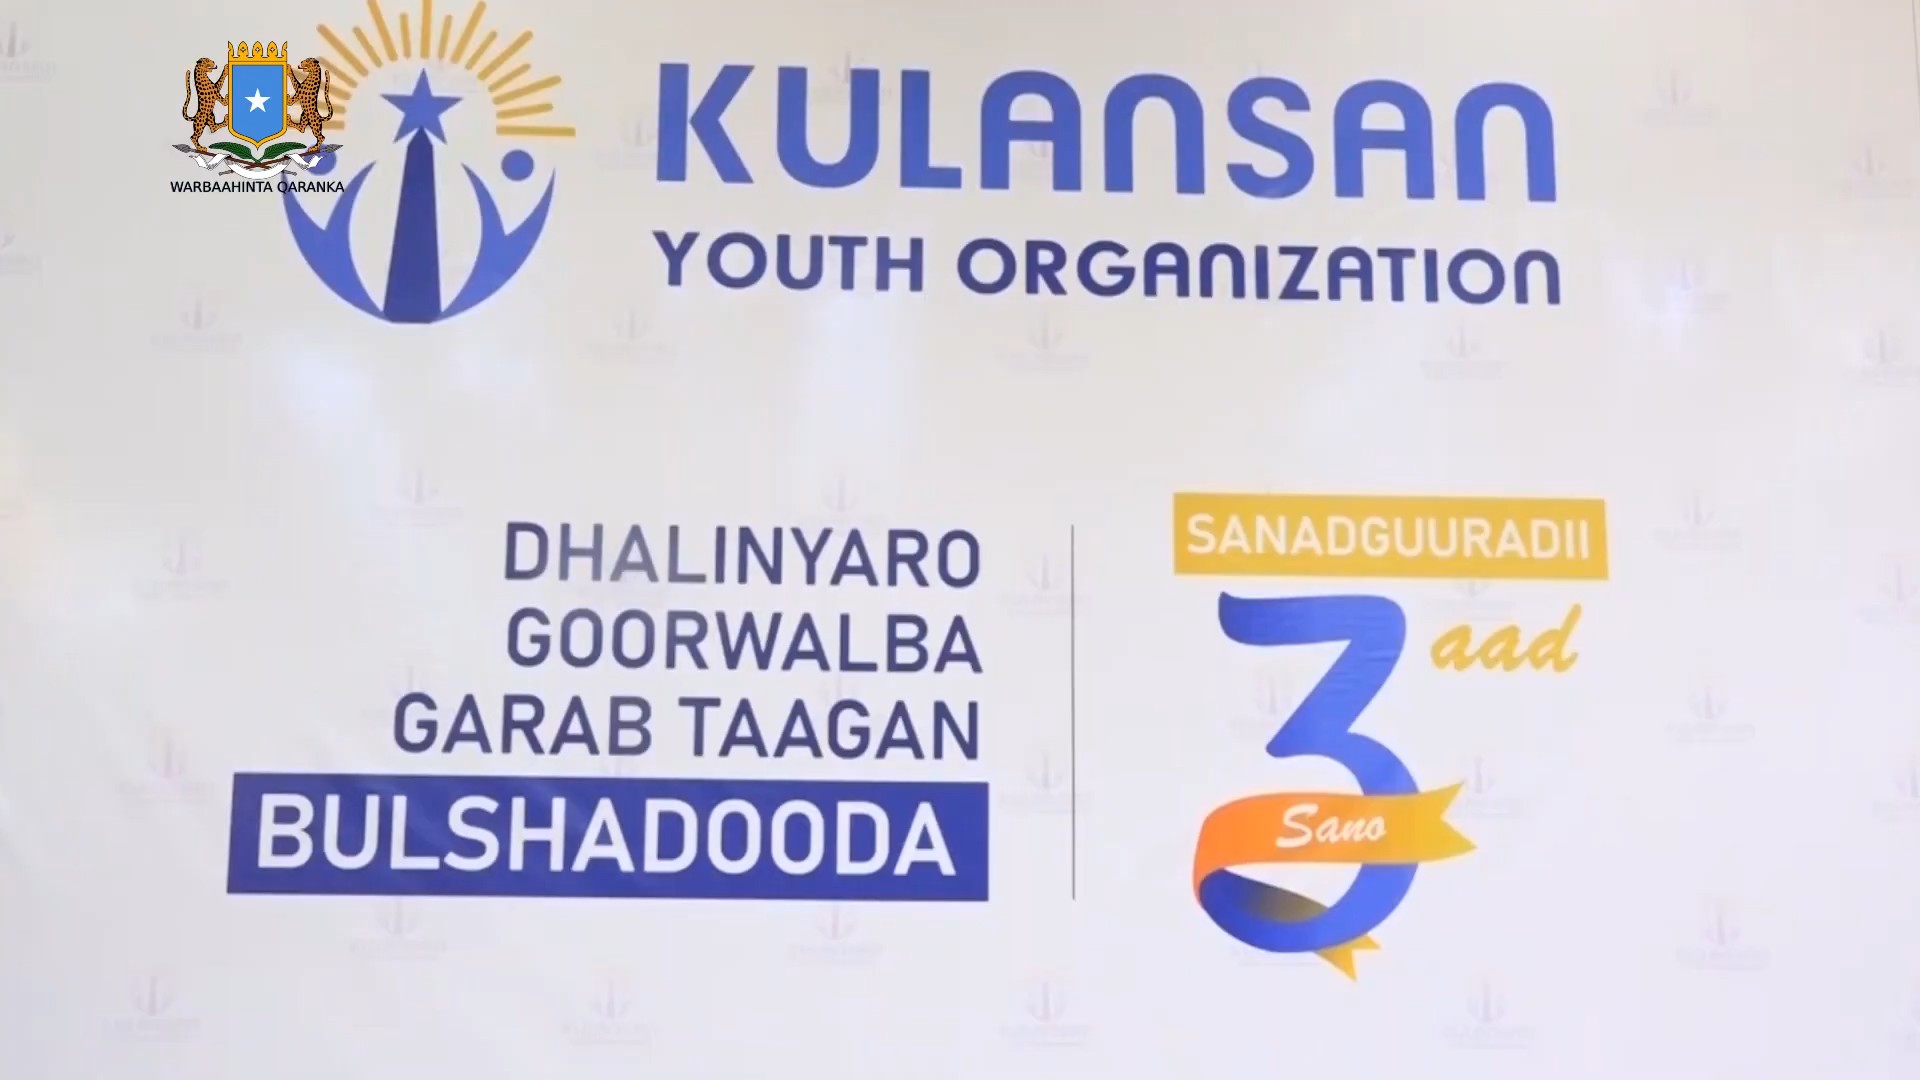 WARBAAHINTA QARANKA
KULANSAN
YOUTH ORGANIZATION
DHALINYARO
GOORWALBA
GARAB TAAGAN
BULSHADOODA
SANADGUURADII
3aad
Sano